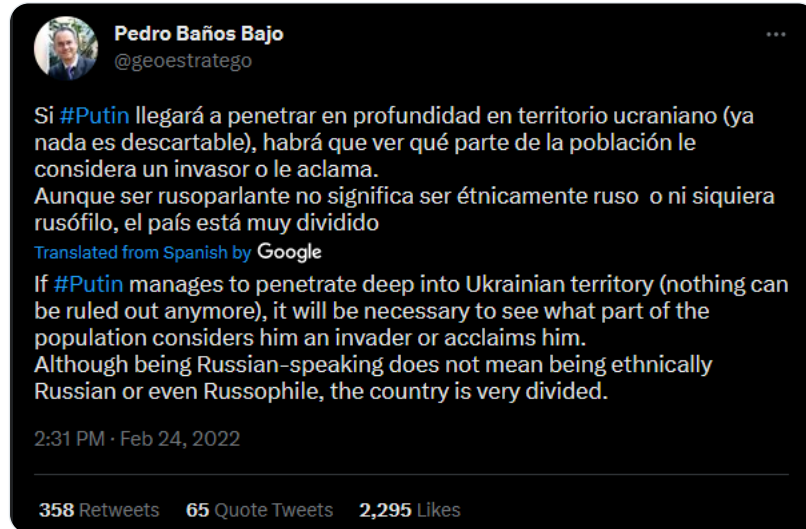 Pedro Baños Bajo
@geoestratego
Si #Putin llegará a penetrar en profundidad en territorio ucraniano (ya
nada es descartable), habrá que ver qué parte de la población le
considera un invasor o le aclama.
Aunque ser rusoparlante no significa ser étnicamente ruso  o ni siquiera
rusófilo, el país está muy dividido
Translated from Spanish by Google
If #Putin manages to penetrate deep into Ukrainian territory (nothing can
be ruled out anymore), it will be necessary to see what part of the
population considers him an invader or acclaims him.
Although being Russian-speaking does not mean being ethnically
Russian or even Russophile, the country is very divided.
2:31 PM · Feb 24, 2022
358 Retweets 65 Quote Tweets 2,295 Likes